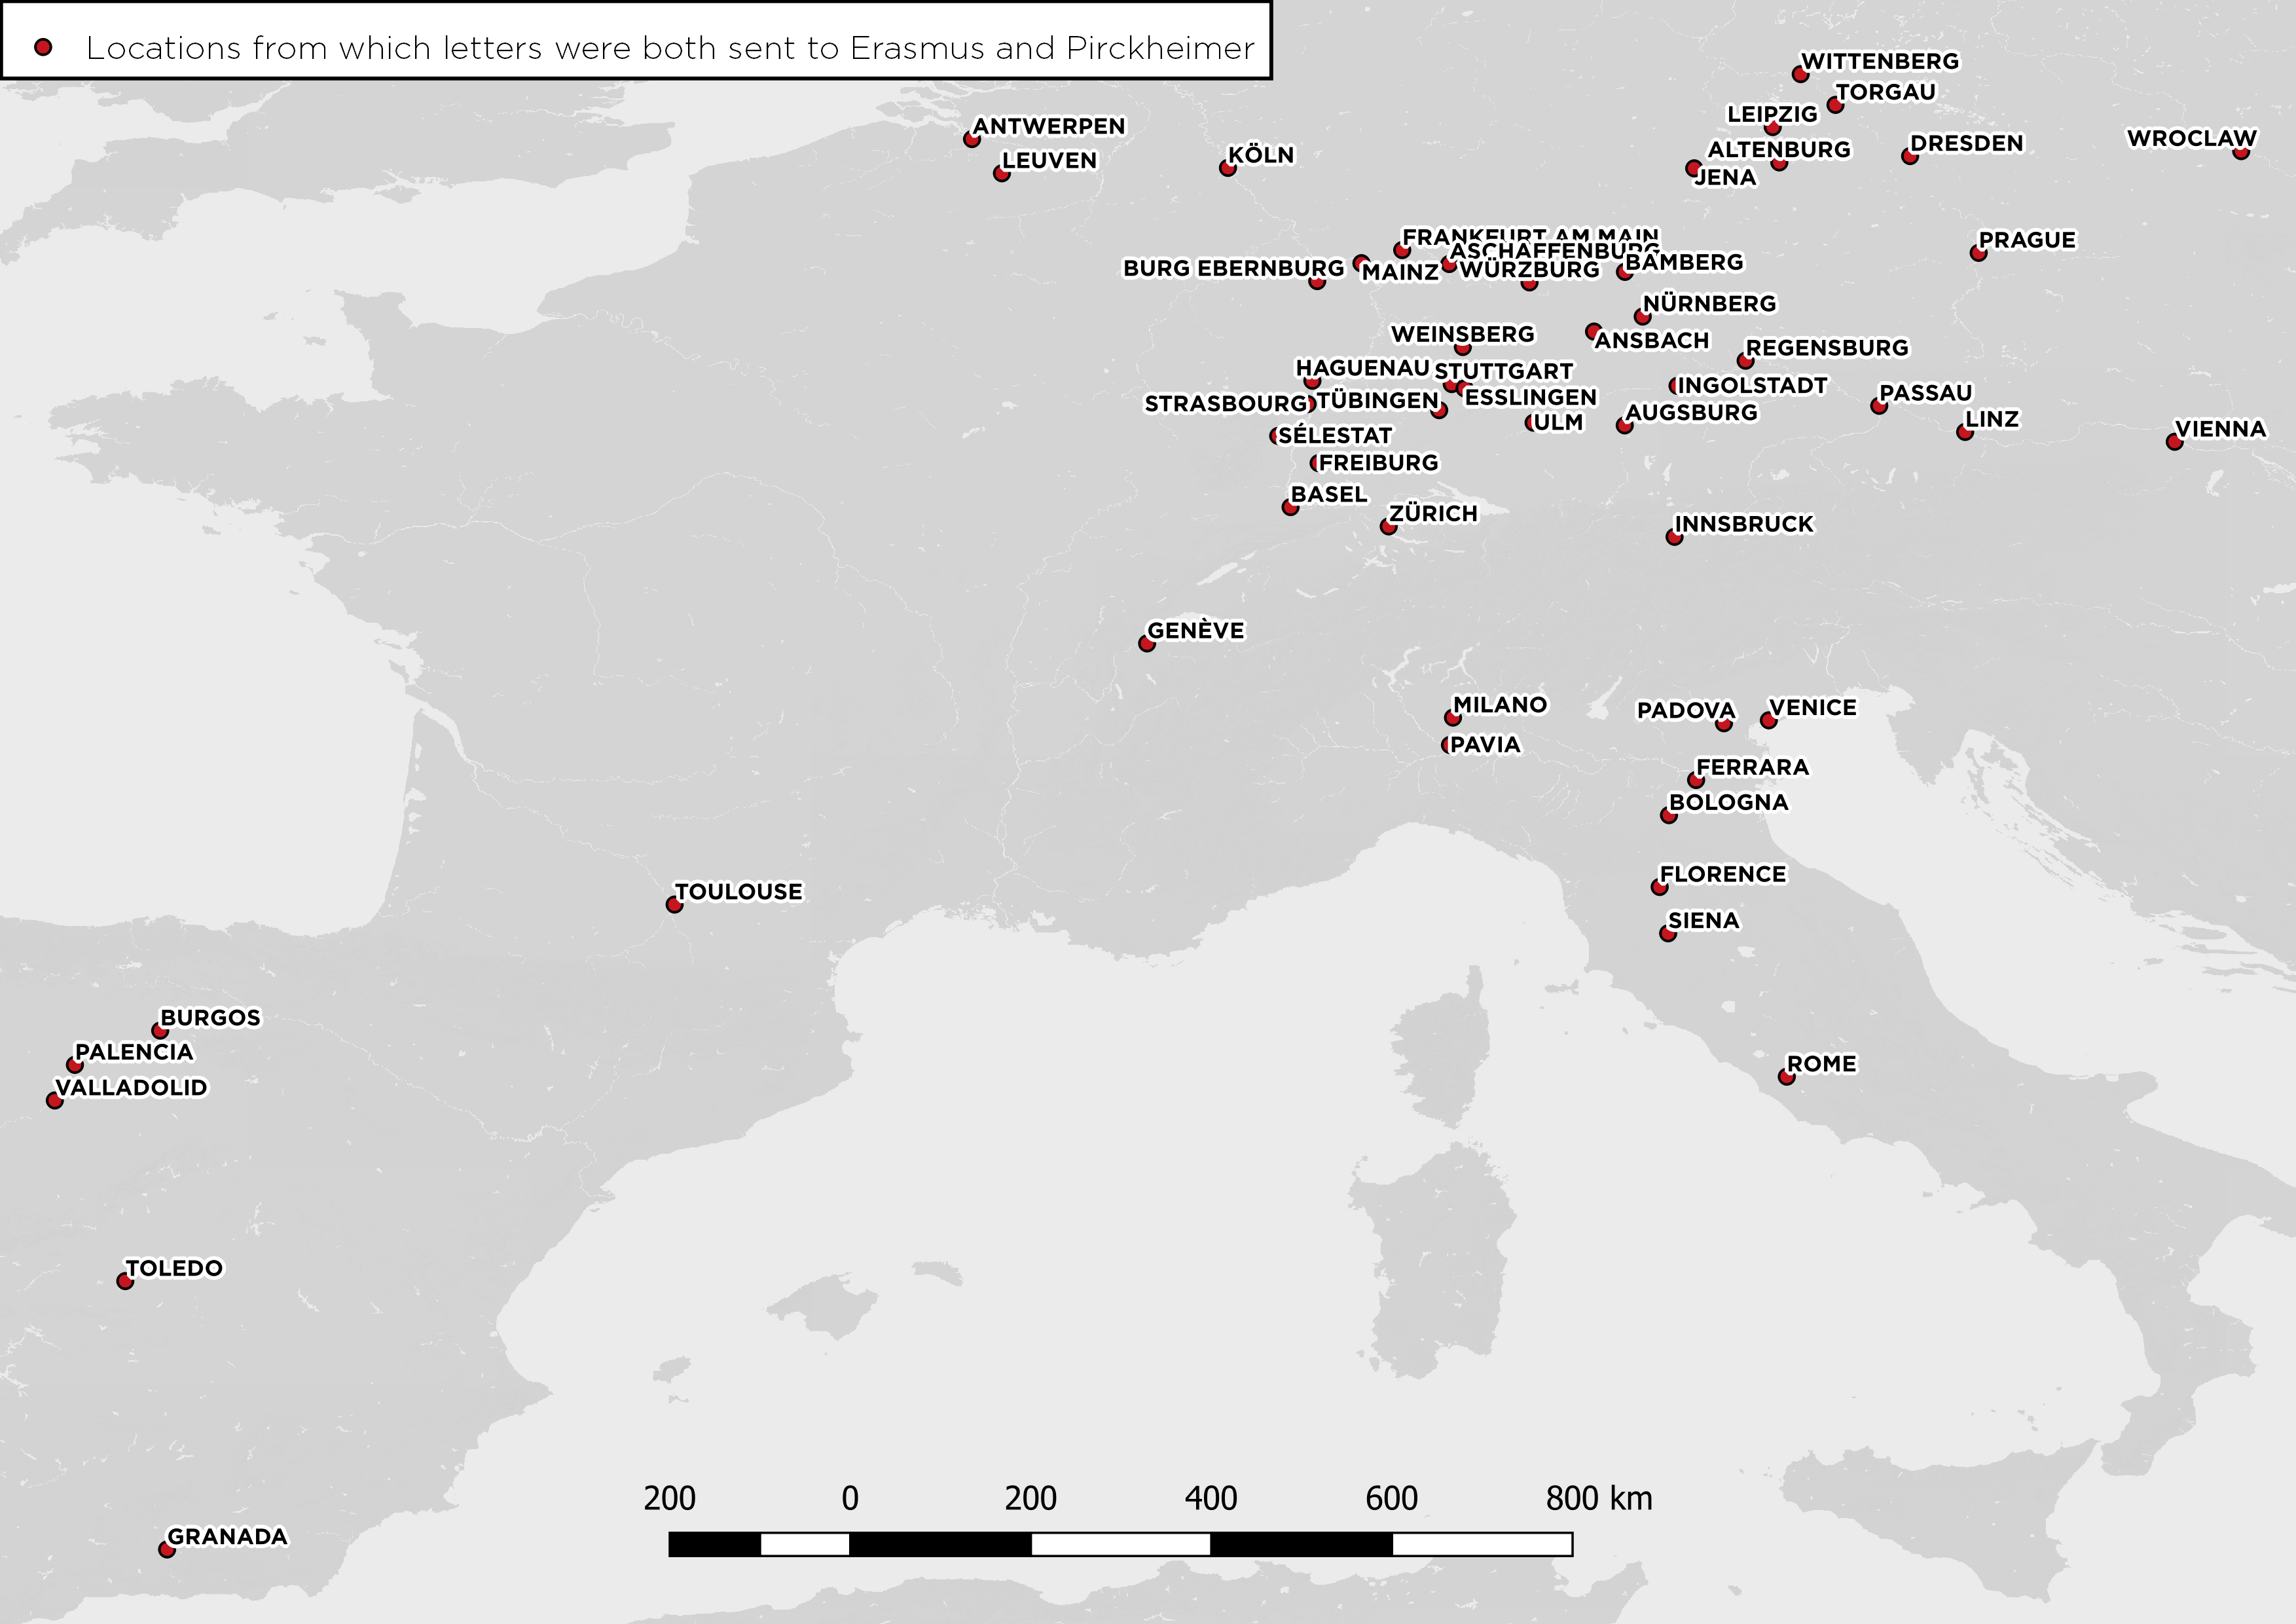 Locations from which letters were both sent to Erasmus and Pirckheimer
WITTENBERG
TORGAU
LEIPZIG
ANTWERPEN
WROCLAW
DRESDEN
ALTENBURG
KÖLN
LEUVEN
JENA
FRANKFURT AM MAIN
PRAGUE
ASCHAFFENBURG
BAMBERG
BURG EBERNBURG
MAINZ
WÜRZBURG
NÜRNBERG
WEINSBERG
ANSBACH
REGENSBURG
HAGUENAU
STUTTGART
INGOLSTADT
PASSAU
ESSLINGEN
STRASBOURG
TÜBINGEN
AUGSBURG
LINZ
ULM
VIENNA
SÉLESTAT
FREIBURG
BASEL
ZÜRICH
INNSBRUCK
GENÈVE
MILANO
PADOVA
VENICE
PAVIA
FERRARA
BOLOGNA
FLORENCE
TOULOUSE
SIENA
BURGOS
PALENCIA
ROME
VALLADOLID
TOLEDO
200 0 200 400 600 800 km
GRANADA